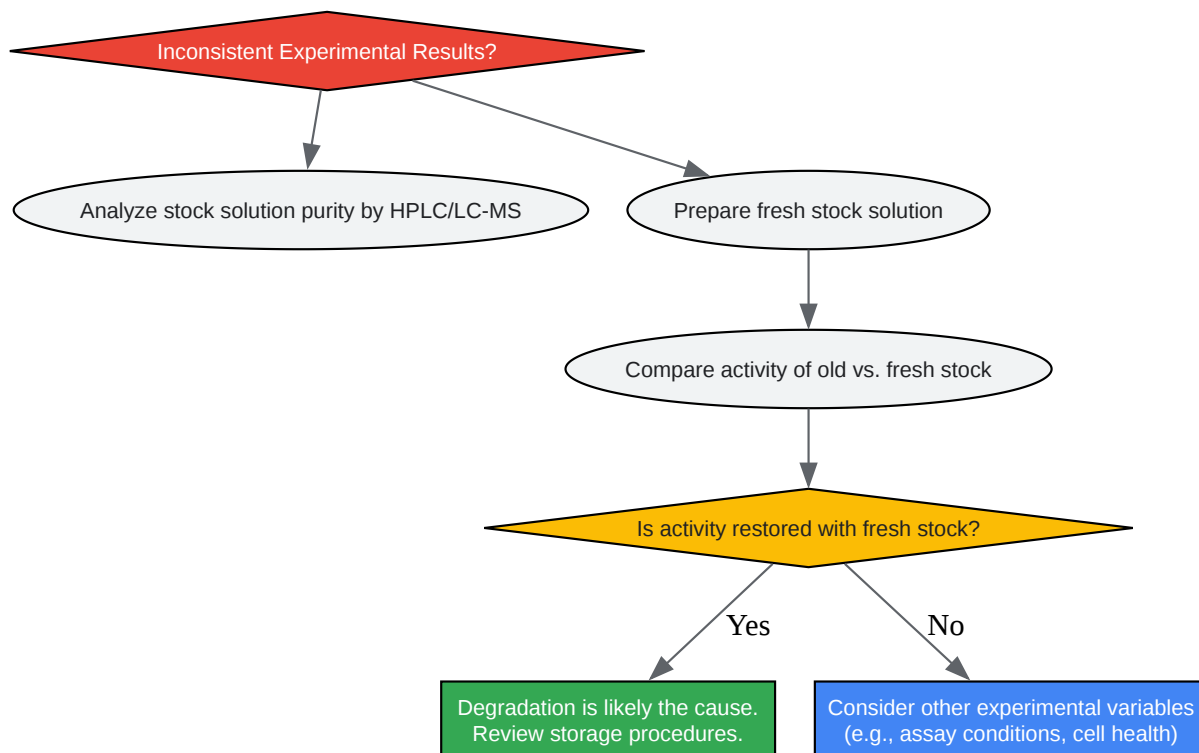 Inconsistent Experimental Results?
Analyze stock solution purity by HPLC/LC-MS
Prepare fresh stock solution
Compare activity of old vs. fresh stock
Is activity restored with fresh stock?
Yes
No
Degradation is likely the cause.
Review storage procedures.
Consider other experimental variables
(e.g., assay conditions, cell health)